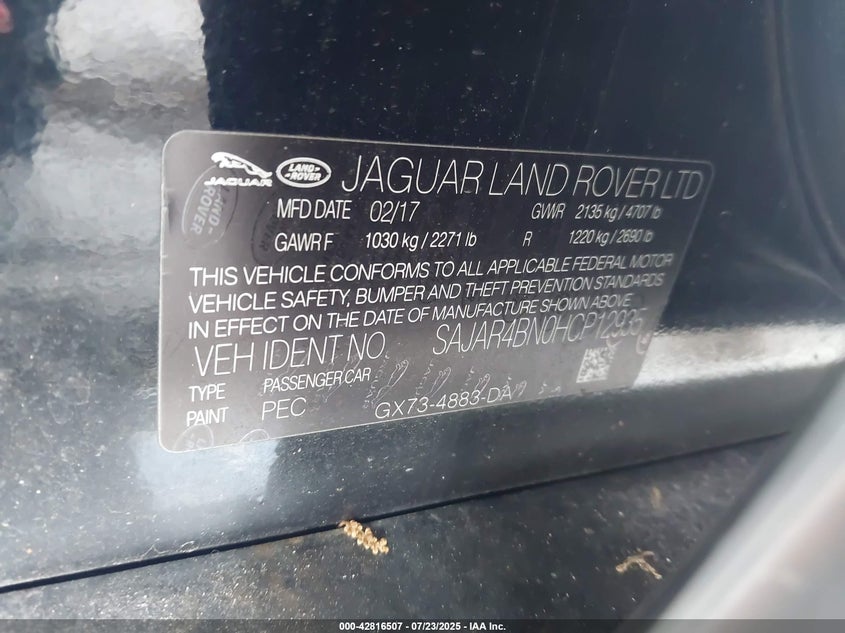 JAGUAR LAND-ROVER JAGUAR LAND ROVER LTD
MFD DATE 02/17 GWR 2135 kg / 4707 lb
GAWR F 1030 kg / 2271 lb R 1220 kg / 2690 lb
THIS VEHICLE CONFORMS TO ALL APPLICABLE FEDERAL MOTOR
VEHICLE SAFETY, BUMPER AND THEFT PREVENTION STANDARDS
IN EFFECT ON THE DATE OF MANUFACTURE SHOWN ABOVE.
VEH IDENT NO SAJAR4BN0HCP12935
TYPE PASSENGER CAR
PAINT PEC GX73-4883-DA
000-42816507 / 07/23/2025 - IAA Inc.